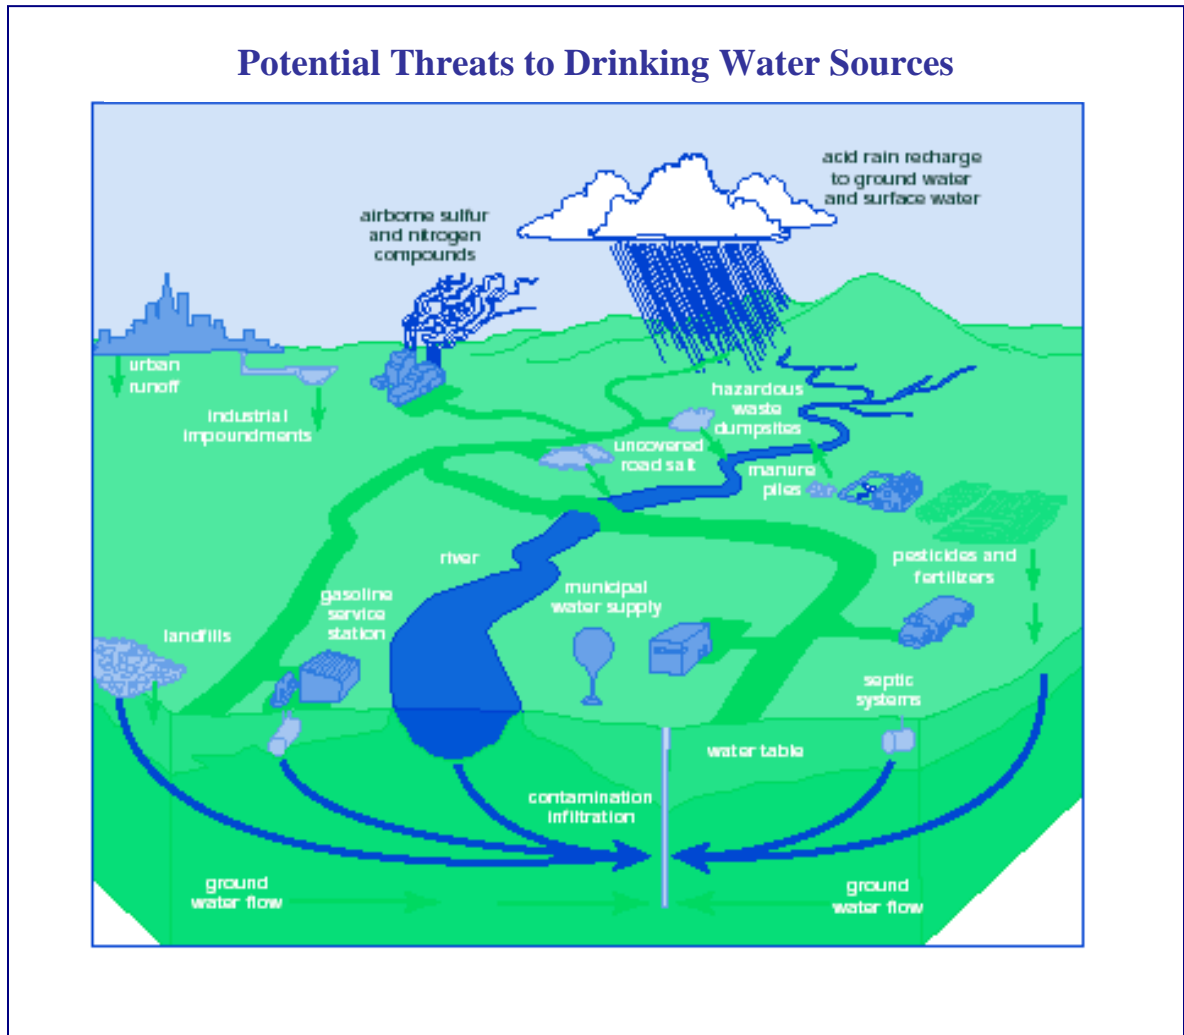 Potential Threats to Drinking Water Sources
acid rain recharge
to ground water
and surface water
airborne sulfur
and nitrogen
compounds
urban
runoff
industrial
impoundments
hazardous
waste
dumpsites
uncovered
road salt
manure
piles
river
pesticides and
fertilizers
municipal
water supply
gasoline
service
station
landfills
septic
systems
water table
contamination
infiltration
ground
water flow
ground
water flow